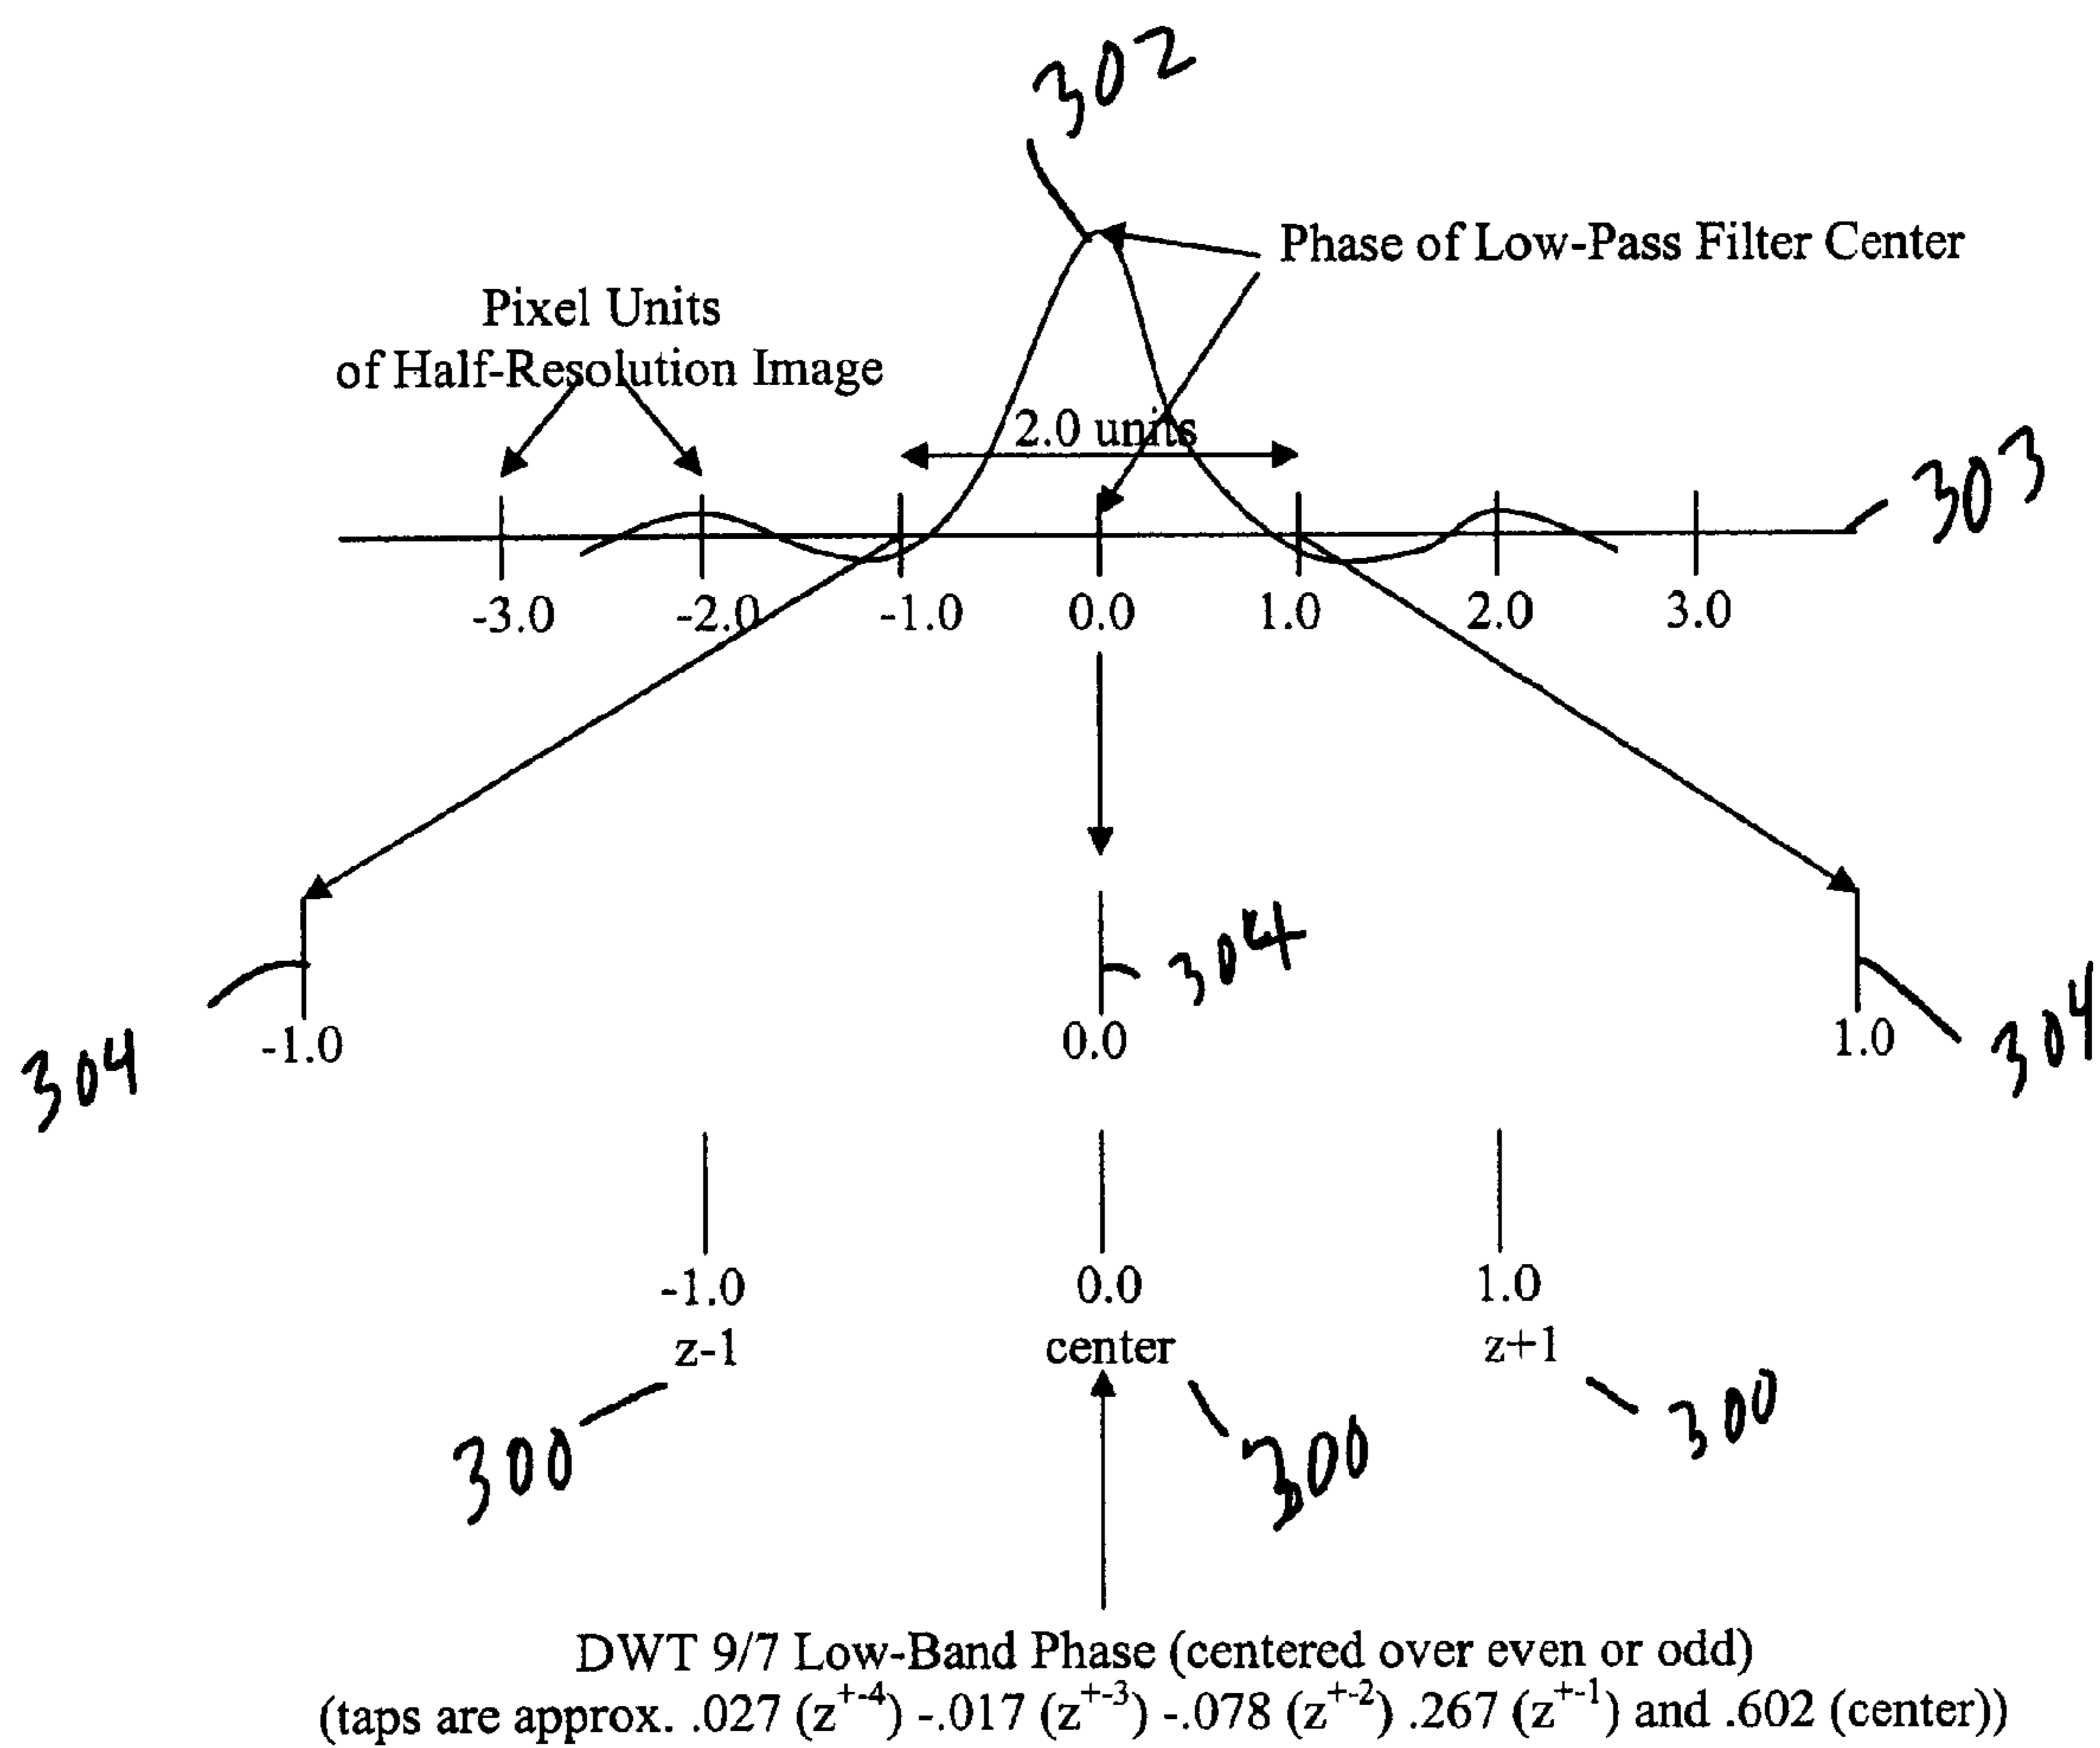 302
Phase of Low-Pass Filter Center
Pixel Units
of Half-Resolution Image
2.0 units
303
-3.0 -2.0 -1.0 0.0 1.0 2.0 3.0
304
-1.0 0.0 1.0
304 304
-1.0 0.0 1.0
z-1 center z+1
300 300 300
DWT 9/7 Low-Band Phase (centered over even or odd)
(taps are approx. .027 (z+-4) -.017 (z+-3) -.078 (z+-2) .267 (z+-1) and .602 (center))